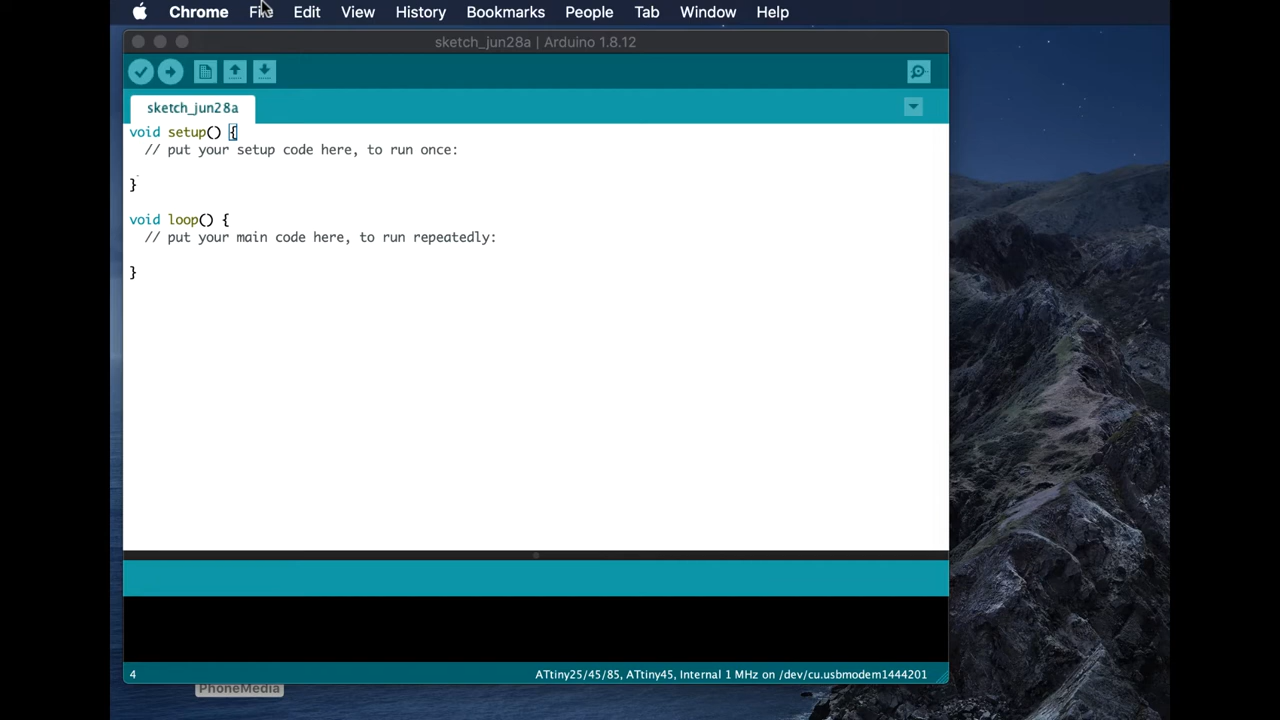 Chrome File Edit View History Bookmarks People Tab Window Help
sketch_jun28a | Arduino 1.8.12
sketch_jun28a
void setup() {
// put your setup code here, to run once:
}
void loop() {
// put your main code here, to run repeatedly:
}
4 ATtiny25/45/85, ATtiny45, Internal 1 MHz on /dev/cu.usbmodem1444201
PhoneMedia